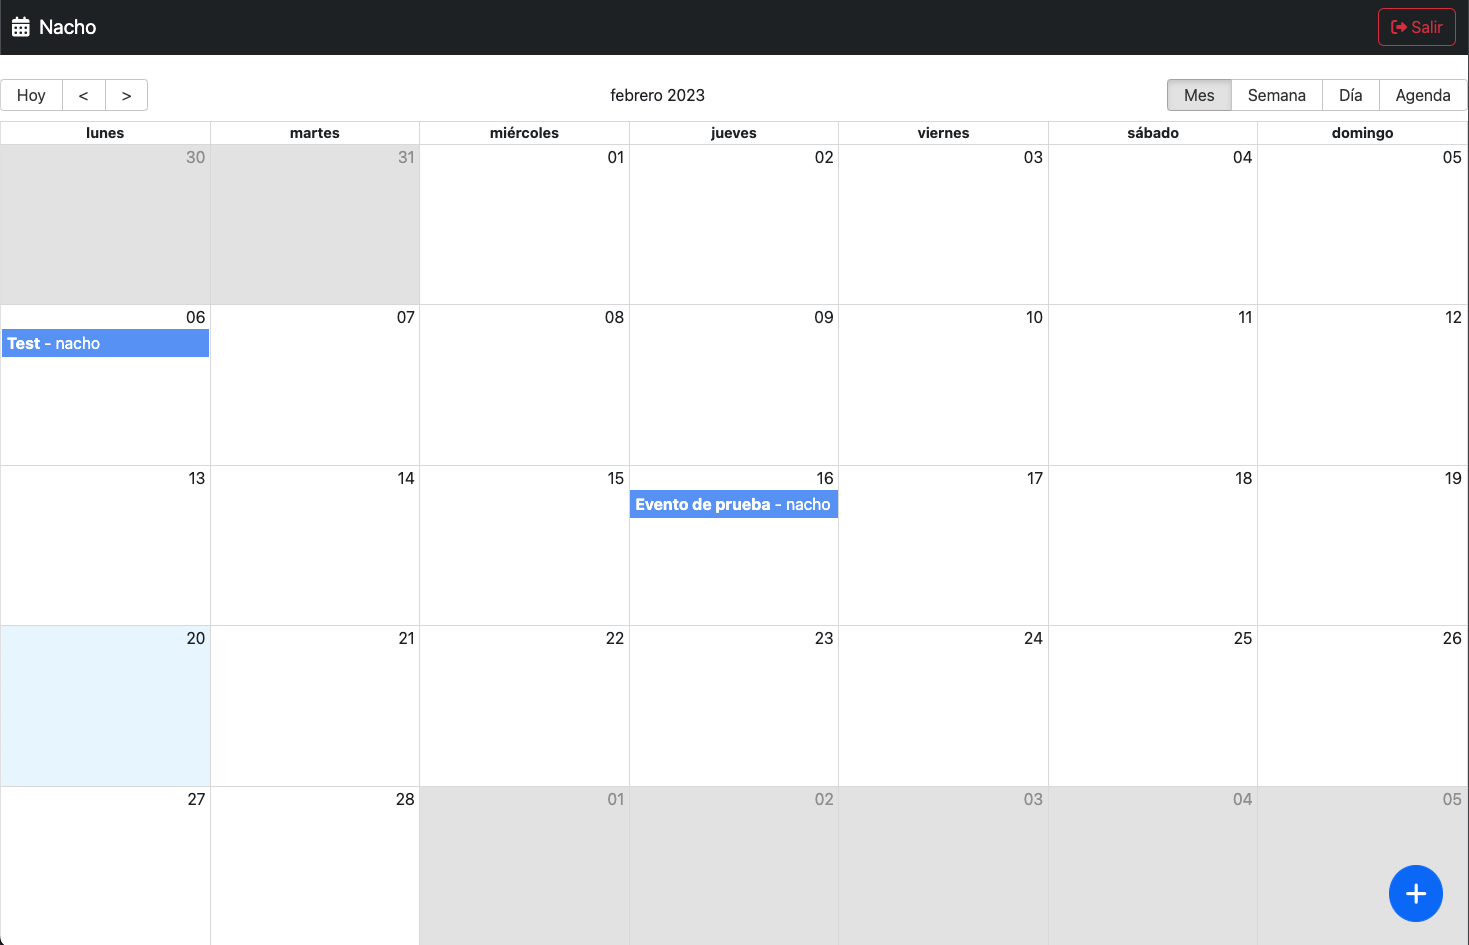 Nacho Salir
Hoy < > febrero 2023 Mes Semana Día Agenda
lunes martes miércoles jueves viernes sábado domingo
30 31 01 02 03 04 05
06 07 08 09 10 11 12
Test - nacho
13 14 15 16 17 18 19
Evento de prueba - nacho
20 21 22 23 24 25 26
27 28 01 02 03 04 05
+